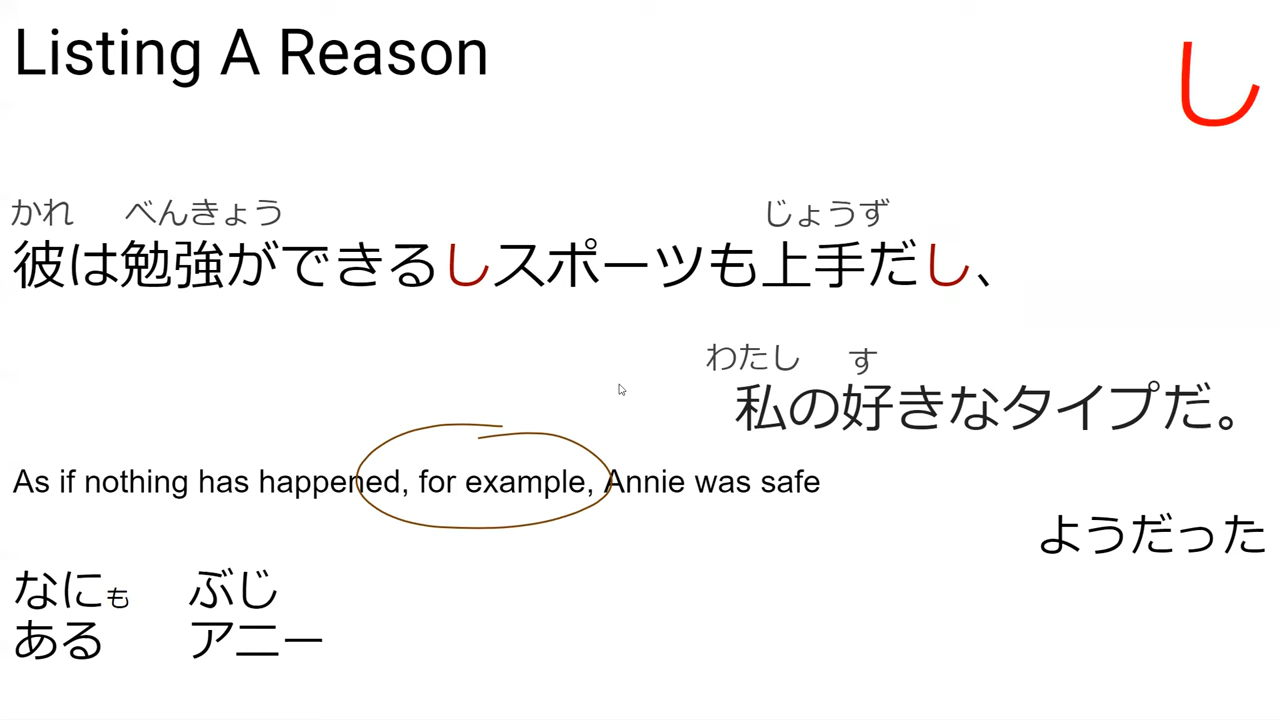 Listing A Reason
し
かれ べんきょう じょうず
彼は勉強ができるしスポーツも上手だし、
わたし す
私の好きなタイプだ。
As if nothing has happened, for example, Annie was safe
ようだった
なにも ぶじ
ある アニー